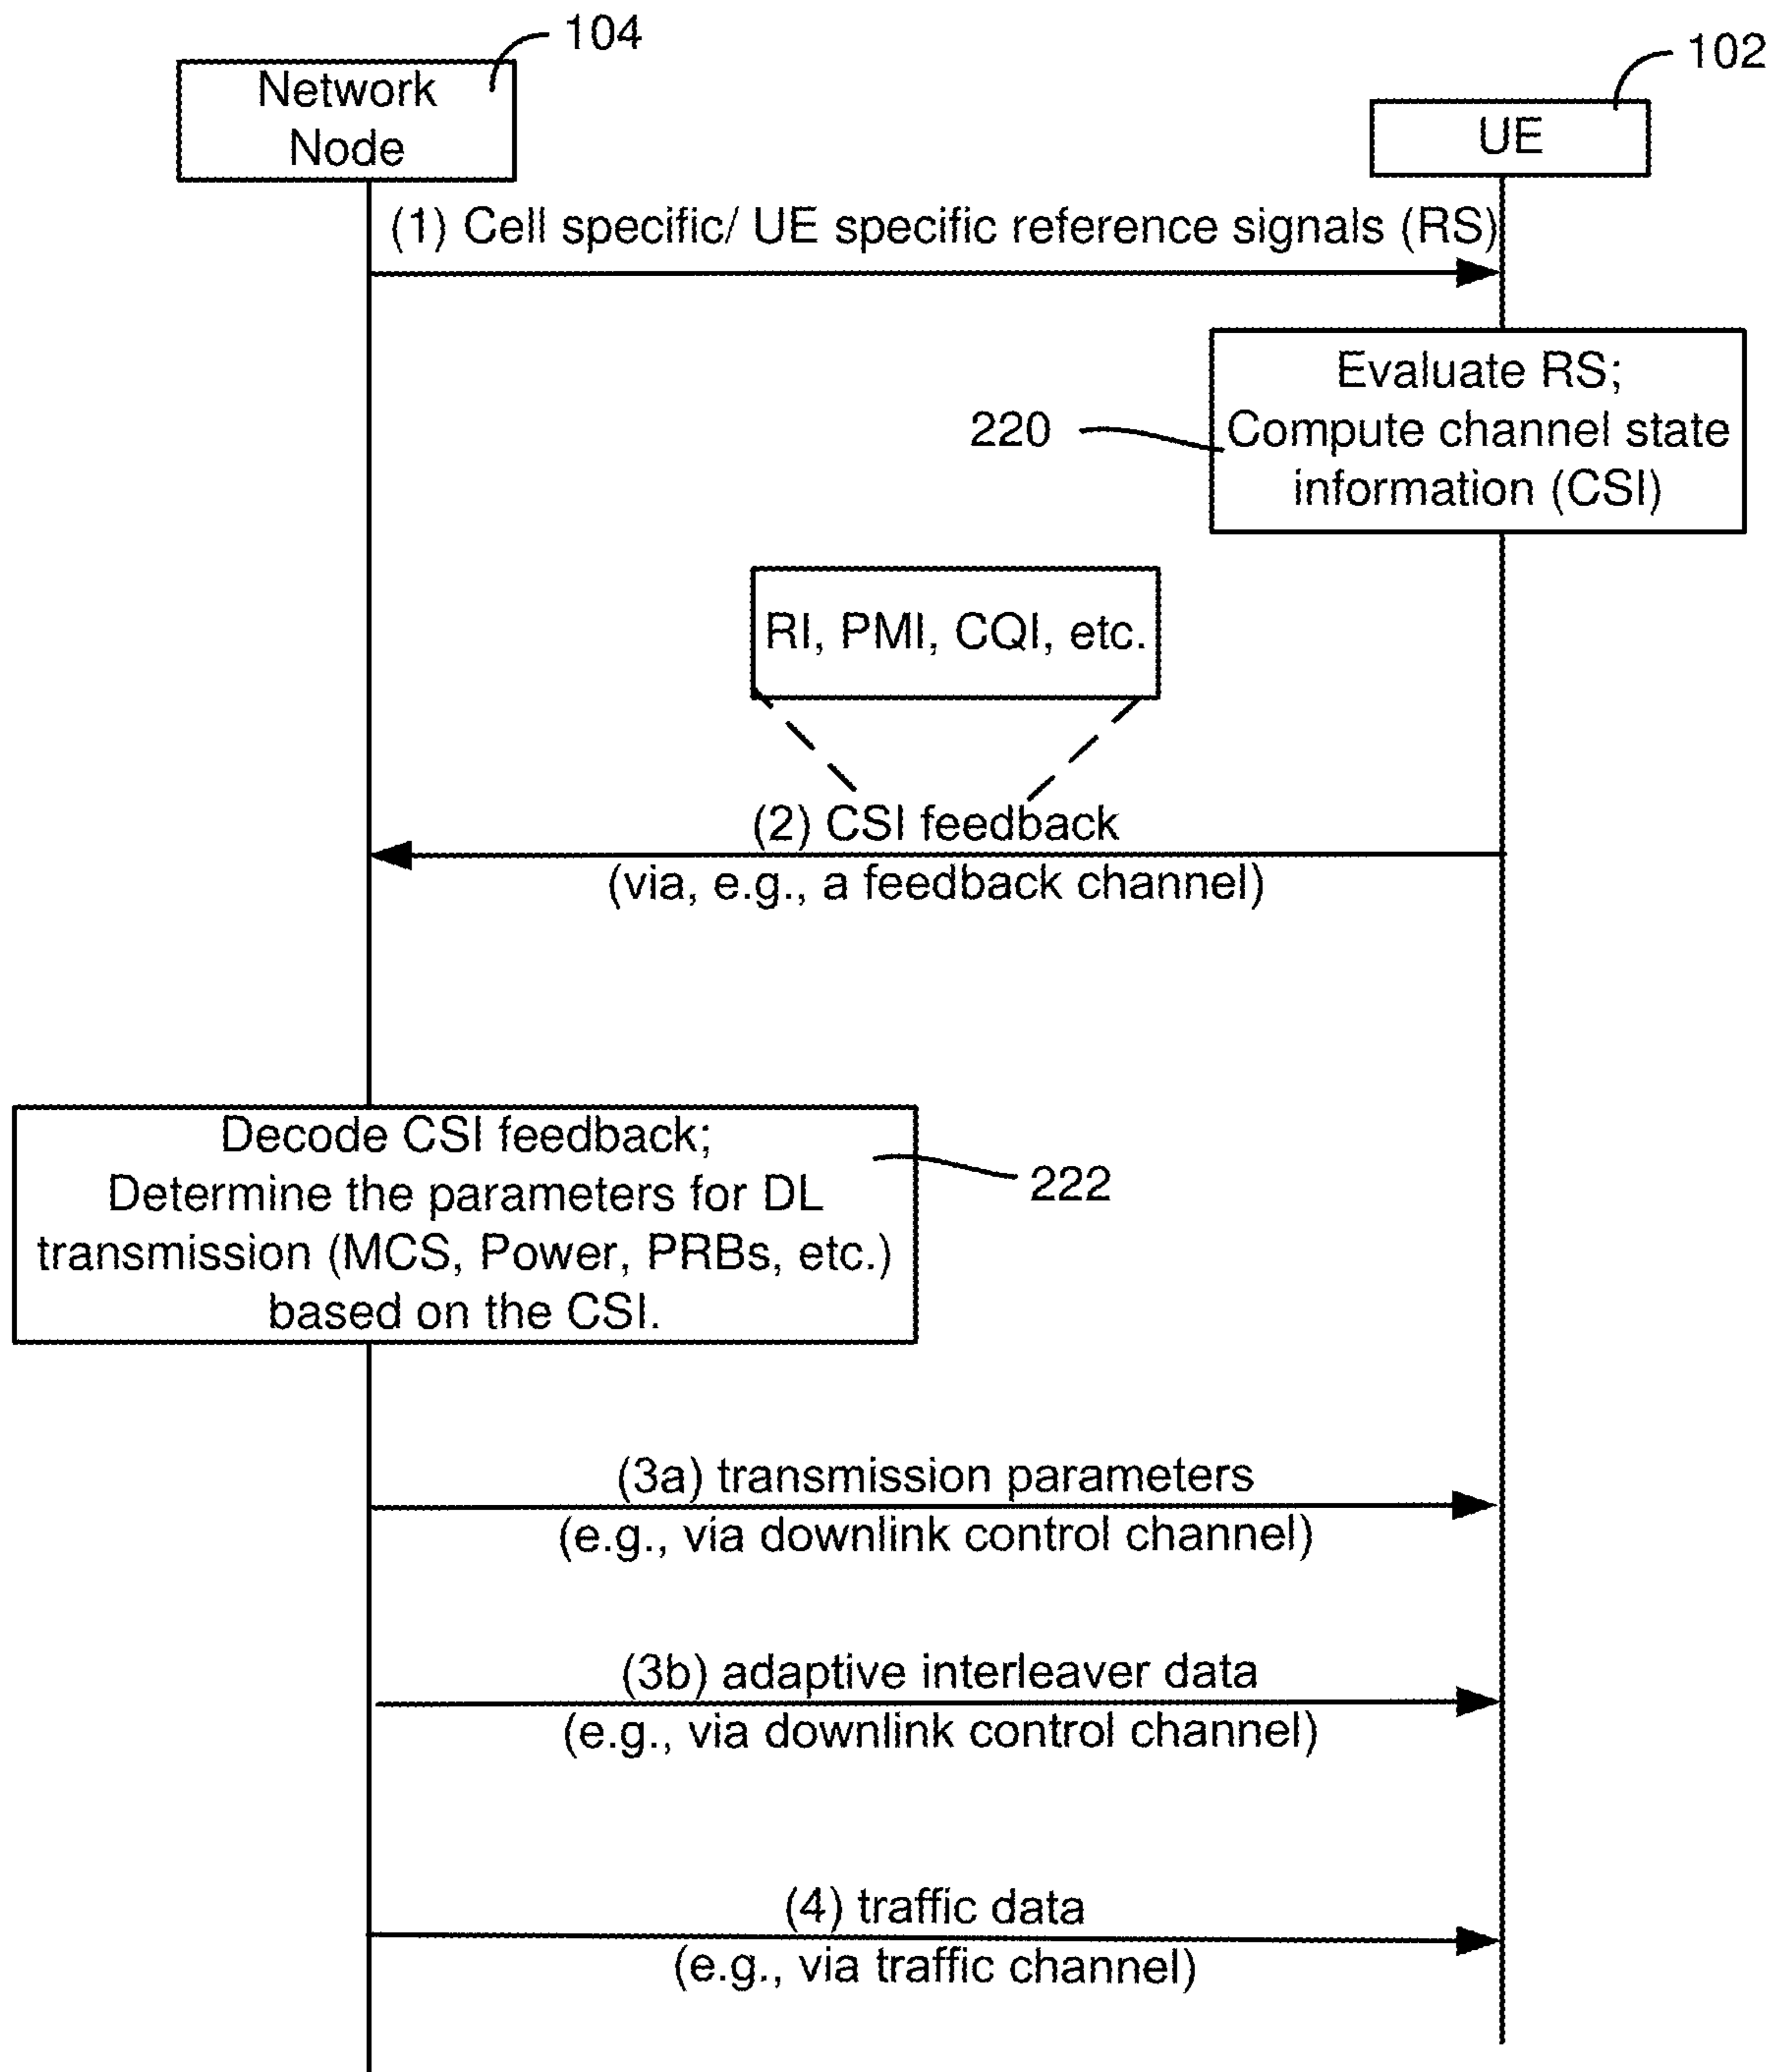 104
Network
Node
102
UE
(1) Cell specific/ UE specific reference signals (RS)
Evaluate RS;
Compute channel state
information (CSI)
220
RI, PMI, CQI, etc.
(2) CSI feedback
(via, e.g., a feedback channel)
Decode CSI feedback;
Determine the parameters for DL
transmission (MCS, Power, PRBs, etc.)
based on the CSI.
222
(3a) transmission parameters
(e.g., via downlink control channel)
(3b) adaptive interleaver data
(e.g., via downlink control channel)
(4) traffic data
(e.g., via traffic channel)